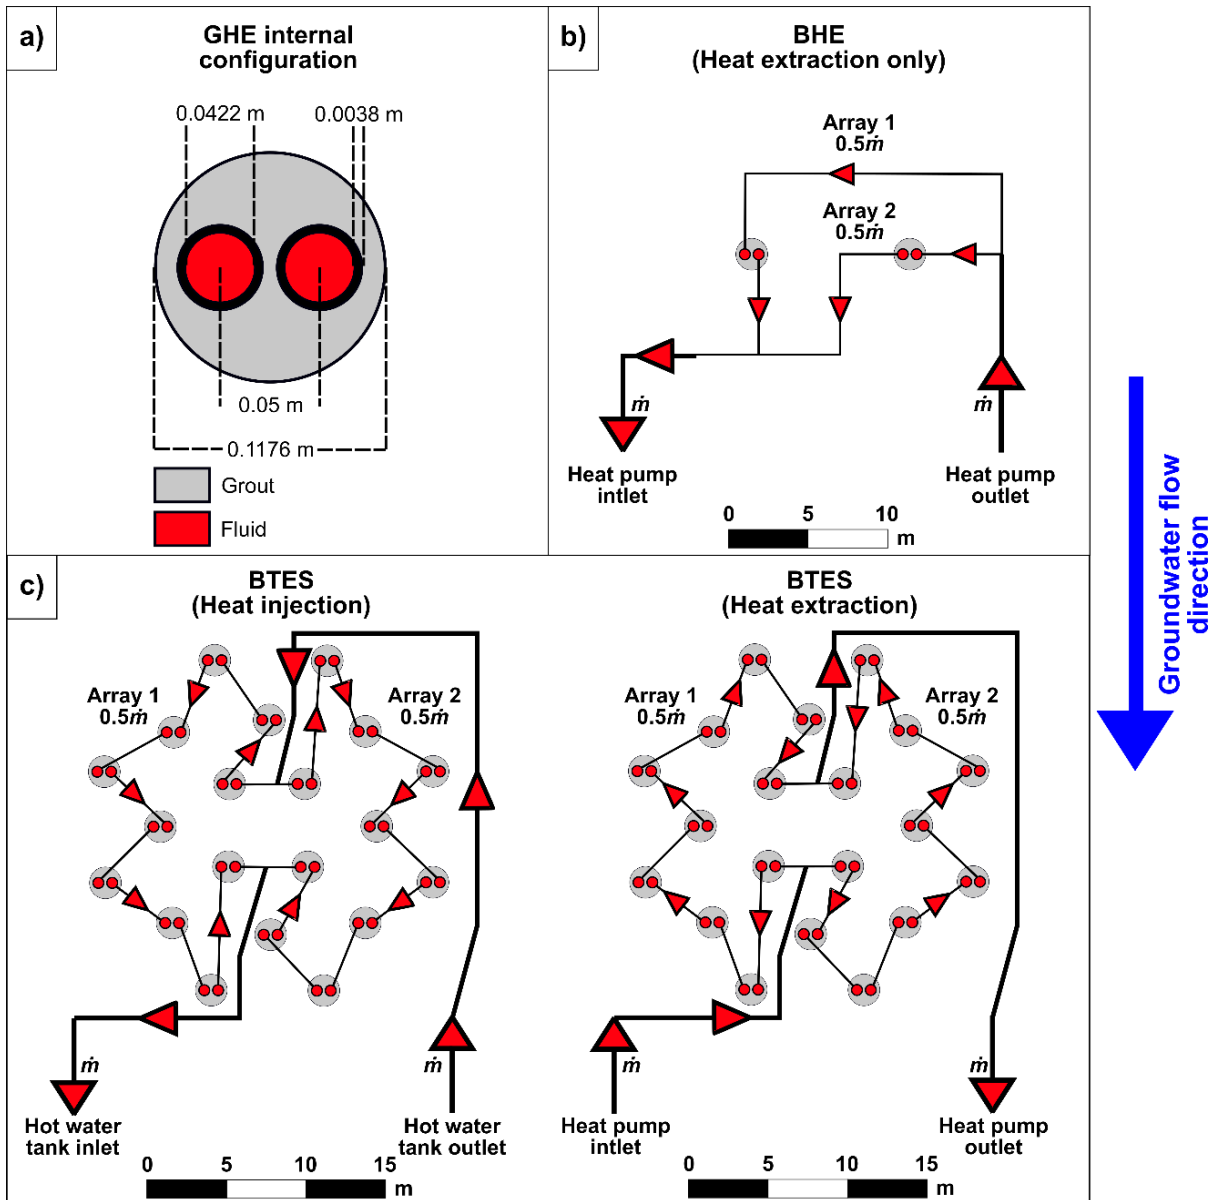 a)
GHE internal
configuration
0.0422 m
0.0038 m
0.05 m
0.1176 m
Grout
Fluid
b)
BHE
(Heat extraction only)
Array 1
0.5ṁ
Array 2
0.5ṁ
ṁ
ṁ
Heat pump
intlet
Heat pump
outlet
0 5 10
m
Groundwater flow
direction
c)
BTES
(Heat injection)
Array 1
0.5ṁ
Array 2
0.5ṁ
ṁ
ṁ
Hot water
tank inlet
Hot water
tank outlet
0 5 10 15
m
BTES
(Heat extraction)
Array 1
0.5ṁ
Array 2
0.5ṁ
ṁ
ṁ
Heat pump
intlet
Heat pump
outlet
0 5 10 15
m